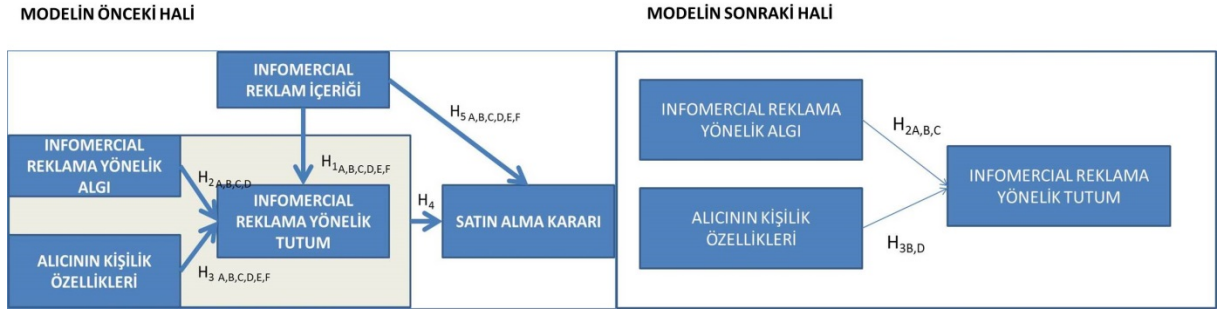 MODELİN ÖNCEKİ HALİ
INFOMERCIAL
REKLAM İÇERİĞİ
H5 A,B,C,D,E,F
INFOMERCIAL
REKLAMA YÖNELİK
ALGI
H1A,B,C,D,E,F
H2 A,B,C,D
INFOMERCIAL
REKLAMA YÖNELİK
TUTUM
H4
SATIN ALMA KARARI
ALICININ KİŞİLİK
ÖZELLİKLERİ
H3 A,B,C,D,E,F
MODELİN SONRAKİ HALİ
INFOMERCIAL REKLAMA
YÖNELİK ALGI
H2A,B,C
INFOMERCIAL REKLAMA
YÖNELİK TUTUM
ALICININ KİŞİLİK
ÖZELLİKLERİ
H3B,D